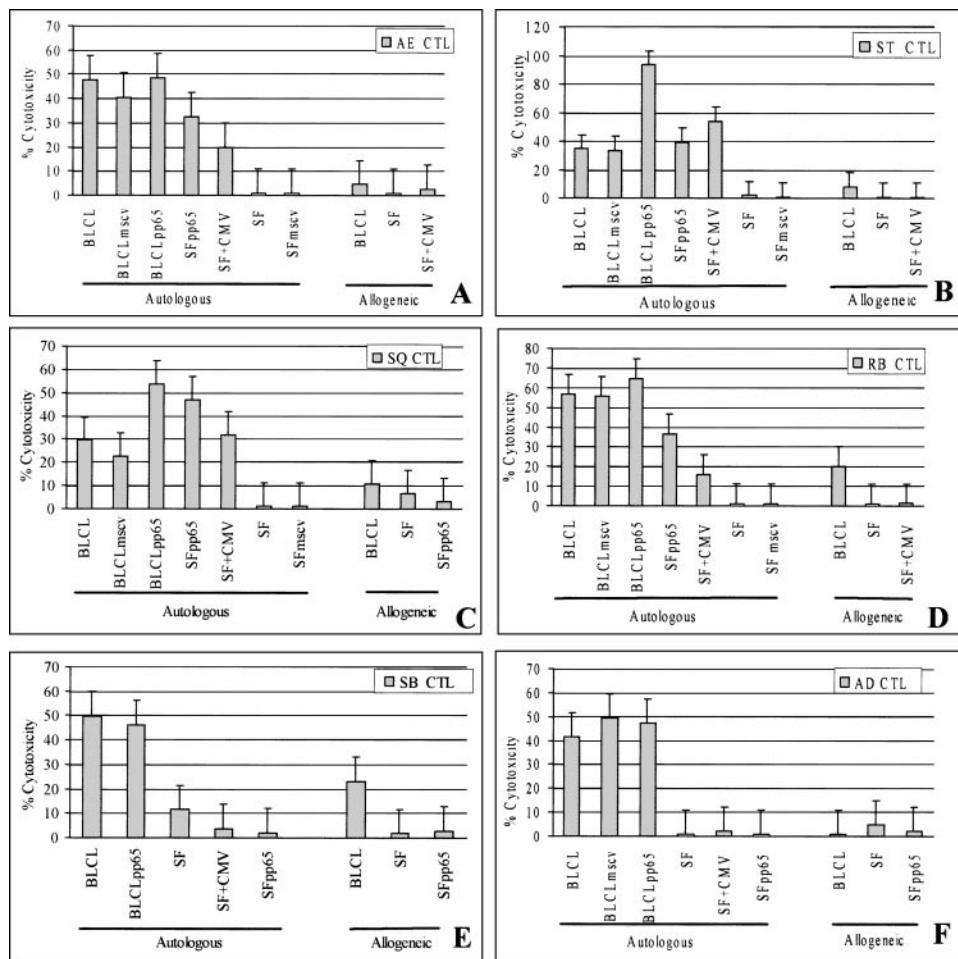 AE CTL
% Cytotoxicity
70
60
50
40
30
20
10
0
BLCL
BLCLmscv
BLCLpp65
SFpp65
SF+CMV
SF
SFmscv
BLCL
SF
SF+CMV
Autologous
Allogeneic
A
ST CTL
% Cytotoxicity
120
100
80
60
40
20
0
BLCL
BLCLmscv
BLCLpp65
SFpp65
SF+CMV
SF
SFmscv
BLCL
SF
SF+CMV
Autologous
Allogeneic
B
SQ CTL
% Cytotoxicity
70
60
50
40
30
20
10
0
BLCL
BLCLmscv
BLCLpp65
SFpp65
SF+CMV
SF
SFmscv
BLCL
SF
SFpp65
Autologous
Allogeneic
C
RB CTL
% Cytotoxicity
80
70
60
50
40
30
20
10
0
BLCL
BLCLmscv
BLCLpp65
SFpp65
SF+CMV
SF
SFmscv
BLCL
SF
SF+CMV
Autologous
Allogeneic
D
SB CTL
% Cytotoxicity
70
60
50
40
30
20
10
0
BLCL
BLCLpp65
SF
SF+CMV
SFpp65
BLCL
SF
SFpp65
Autologous
Allogeneic
E
AD CTL
% Cytotoxicity
70
60
50
40
30
20
10
0
BLCL
BLCLmscv
BLCLpp65
SF
SF+CMV
SFpp65
BLCL
SF
SFpp65
Autologous
Allogeneic
F